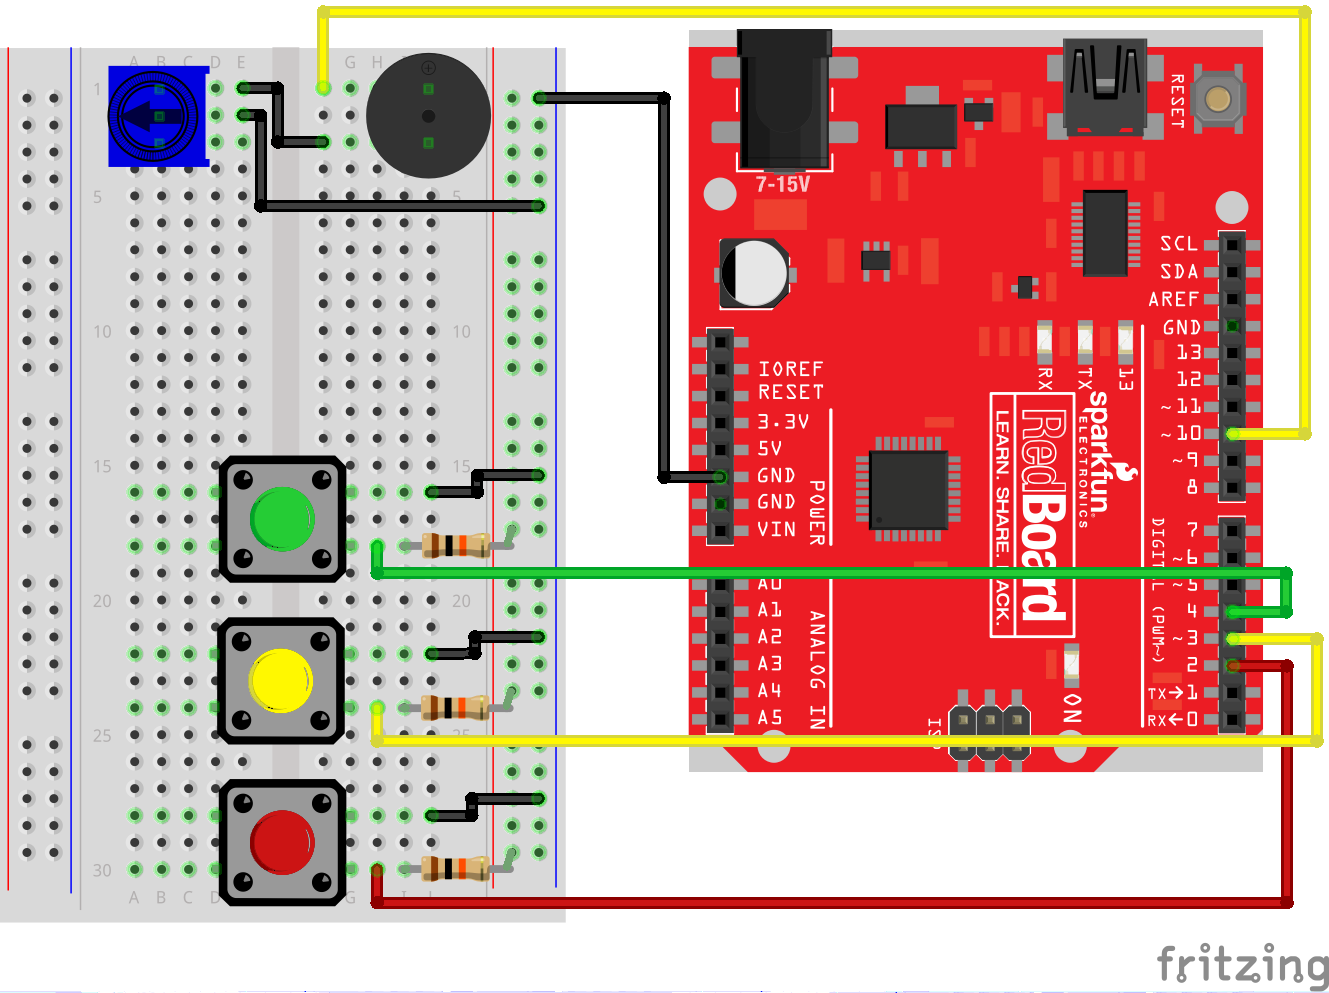 A B C D E G H
1
5 5
10 10
15 15
20 20
25 25
30
A B C D G I
7-15V
RESET
SCL
SDA
AREF
GND
13
12
~11
~10
~9
8
7
~6
~5
4
~3
2
TX→1
RX←0
DIGITAL (PWM~)
RX
TX
13
IOREF
RESET
3.3V
5V
GND
GND
VIN
POWER
A0
A1
A2
A3
A4
A5
ANALOG IN
LEARN. SHARE. HACK.
RedBoard
sparkfun
ELECTRONICS
ON
ISP
fritzing